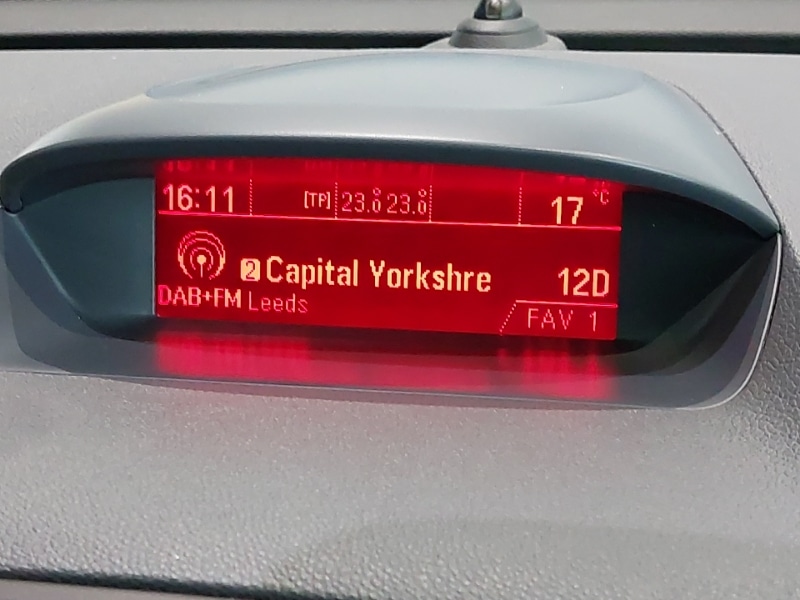 16:11 [TP] 23.0° 23.0° 17 °C
2 Capital Yorkshre 12D
DAB+FM Leeds FAV 1